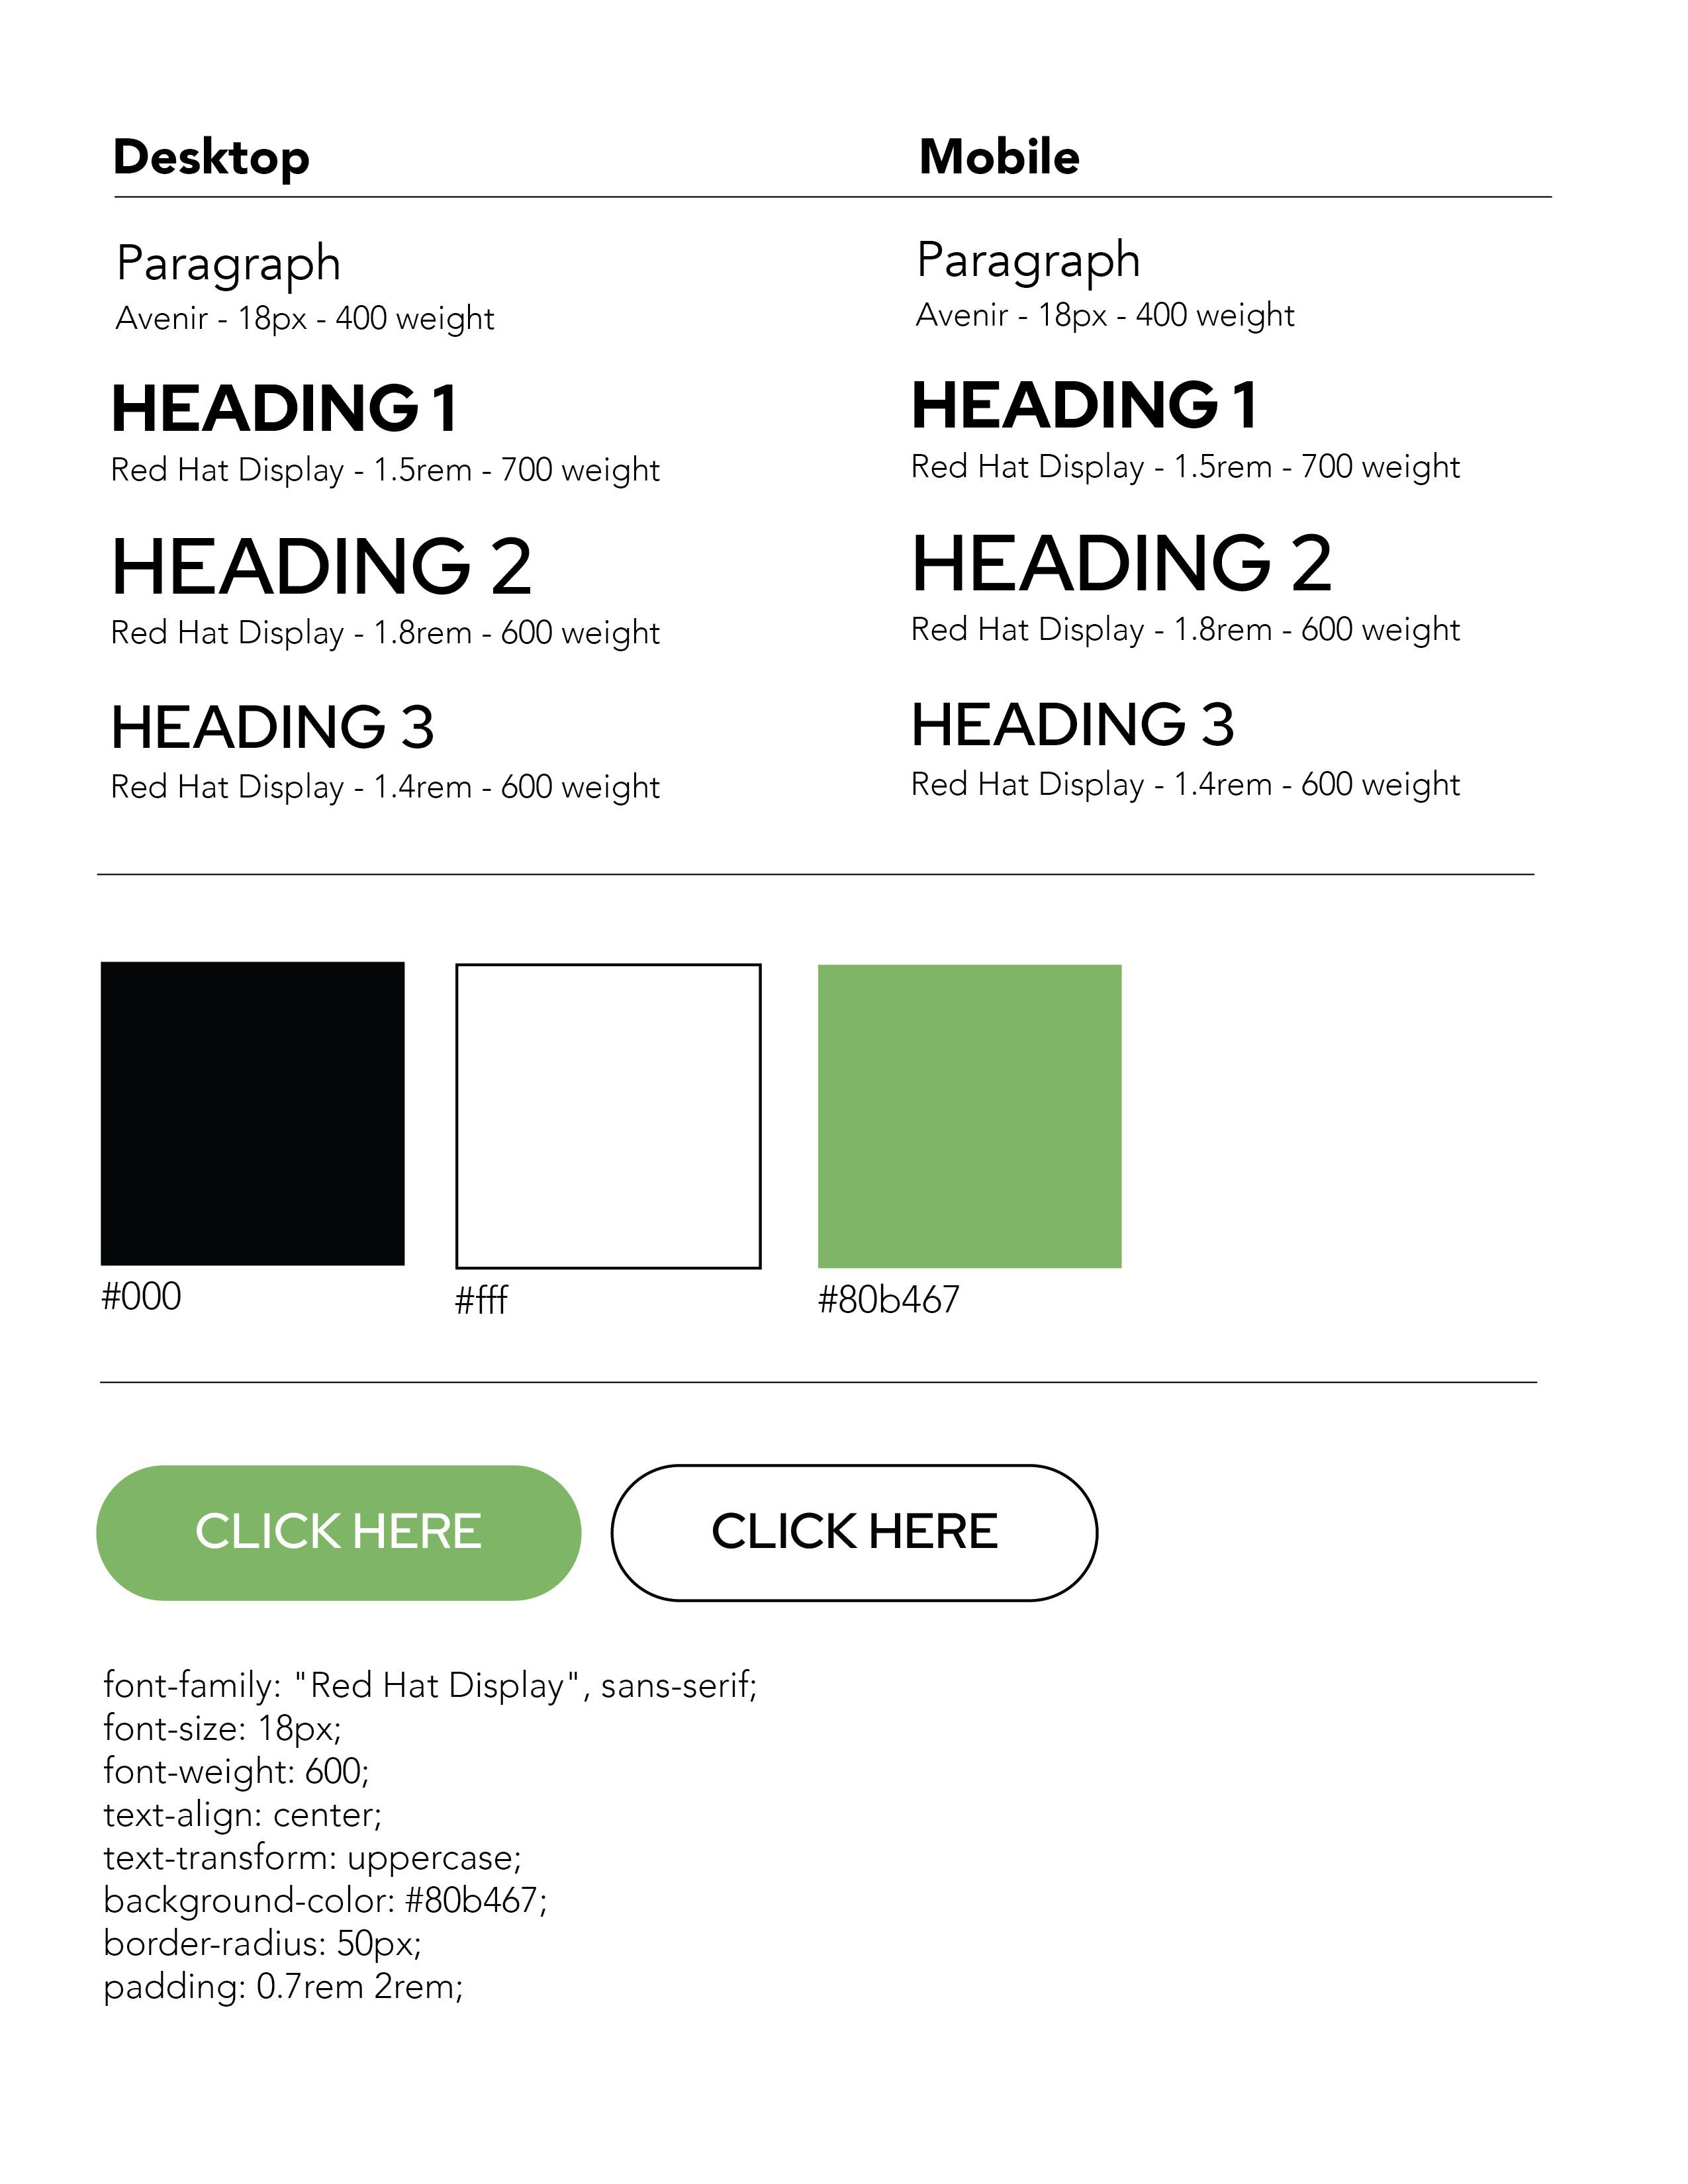 Desktop
Mobile
Paragraph
Avenir - 18px - 400 weight
HEADING 1
Red Hat Display - 1.5rem - 700 weight
HEADING 2
Red Hat Display - 1.8rem - 600 weight
HEADING 3
Red Hat Display - 1.4rem - 600 weight
Paragraph
Avenir - 18px - 400 weight
HEADING 1
Red Hat Display - 1.5rem - 700 weight
HEADING 2
Red Hat Display - 1.8rem - 600 weight
HEADING 3
Red Hat Display - 1.4rem - 600 weight
#000
#fff
#80b467
CLICK HERE
CLICK HERE
font-family: "Red Hat Display", sans-serif;
font-size: 18px;
font-weight: 600;
text-align: center;
text-transform: uppercase;
background-color: #80b467;
border-radius: 50px;
padding: 0.7rem 2rem;